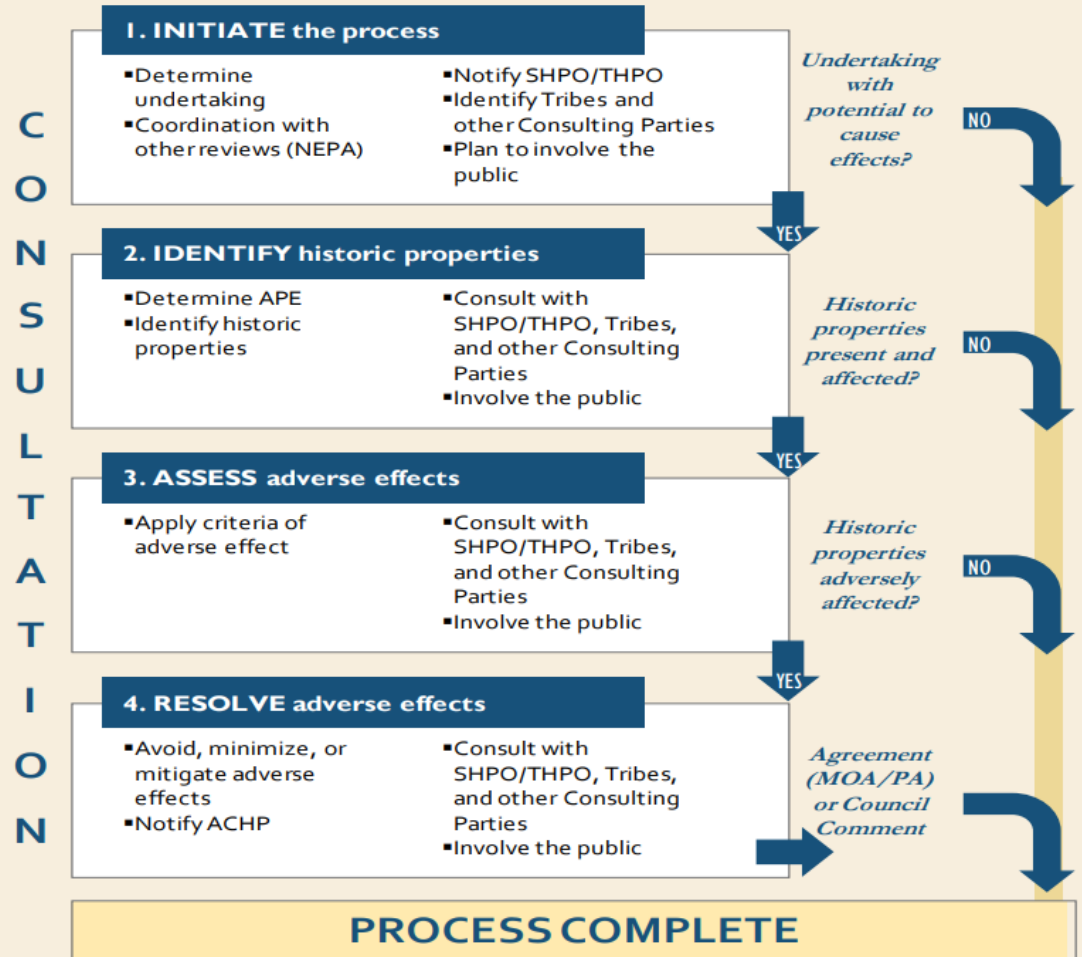 CONSULTATION
1. INITIATE the process
▪Determine
undertaking
▪Coordination with
other reviews (NEPA)
▪Notify SHPO/THPO
▪Identify Tribes and
other Consulting Parties
▪Plan to involve the
public
Undertaking
with
potential to
cause
effects?
NO
YES
2. IDENTIFY historic properties
▪Determine APE
▪Identify historic
properties
▪Consult with
SHPO/THPO, Tribes,
and other Consulting
Parties
▪Involve the public
Historic
properties
present and
affected?
NO
YES
3. ASSESS adverse effects
▪Apply criteria of
adverse effect
▪Consult with
SHPO/THPO, Tribes,
and other Consulting
Parties
▪Involve the public
Historic
properties
adversely
affected?
NO
YES
4. RESOLVE adverse effects
▪Avoid, minimize, or
mitigate adverse
effects
▪Notify ACHP
▪Consult with
SHPO/THPO, Tribes,
and other Consulting
Parties
▪Involve the public
Agreement
(MOA/PA)
or Council
Comment
PROCESS COMPLETE